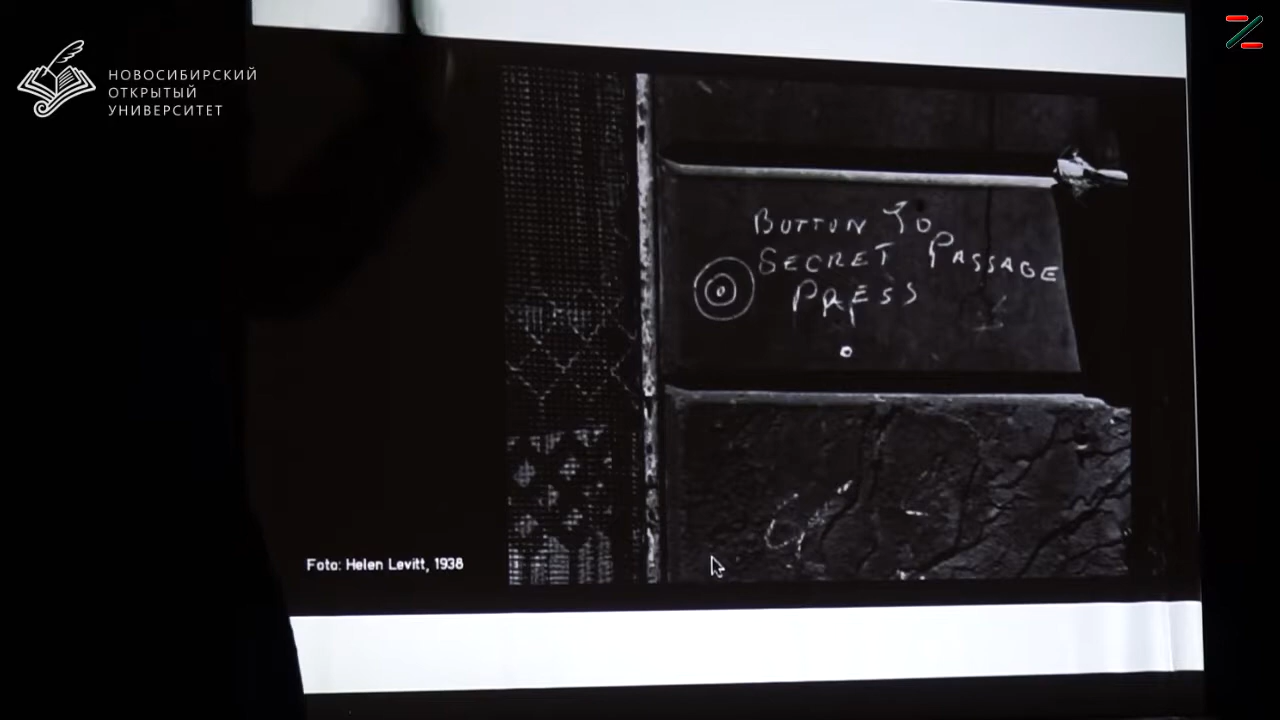 НОВОСИБИРСКИЙ
ОТКРЫТЫЙ
УНИВЕРСИТЕТ
BUTTON TO
SECRET PASSAGE
PRESS
Foto: Helen Levitt, 1938